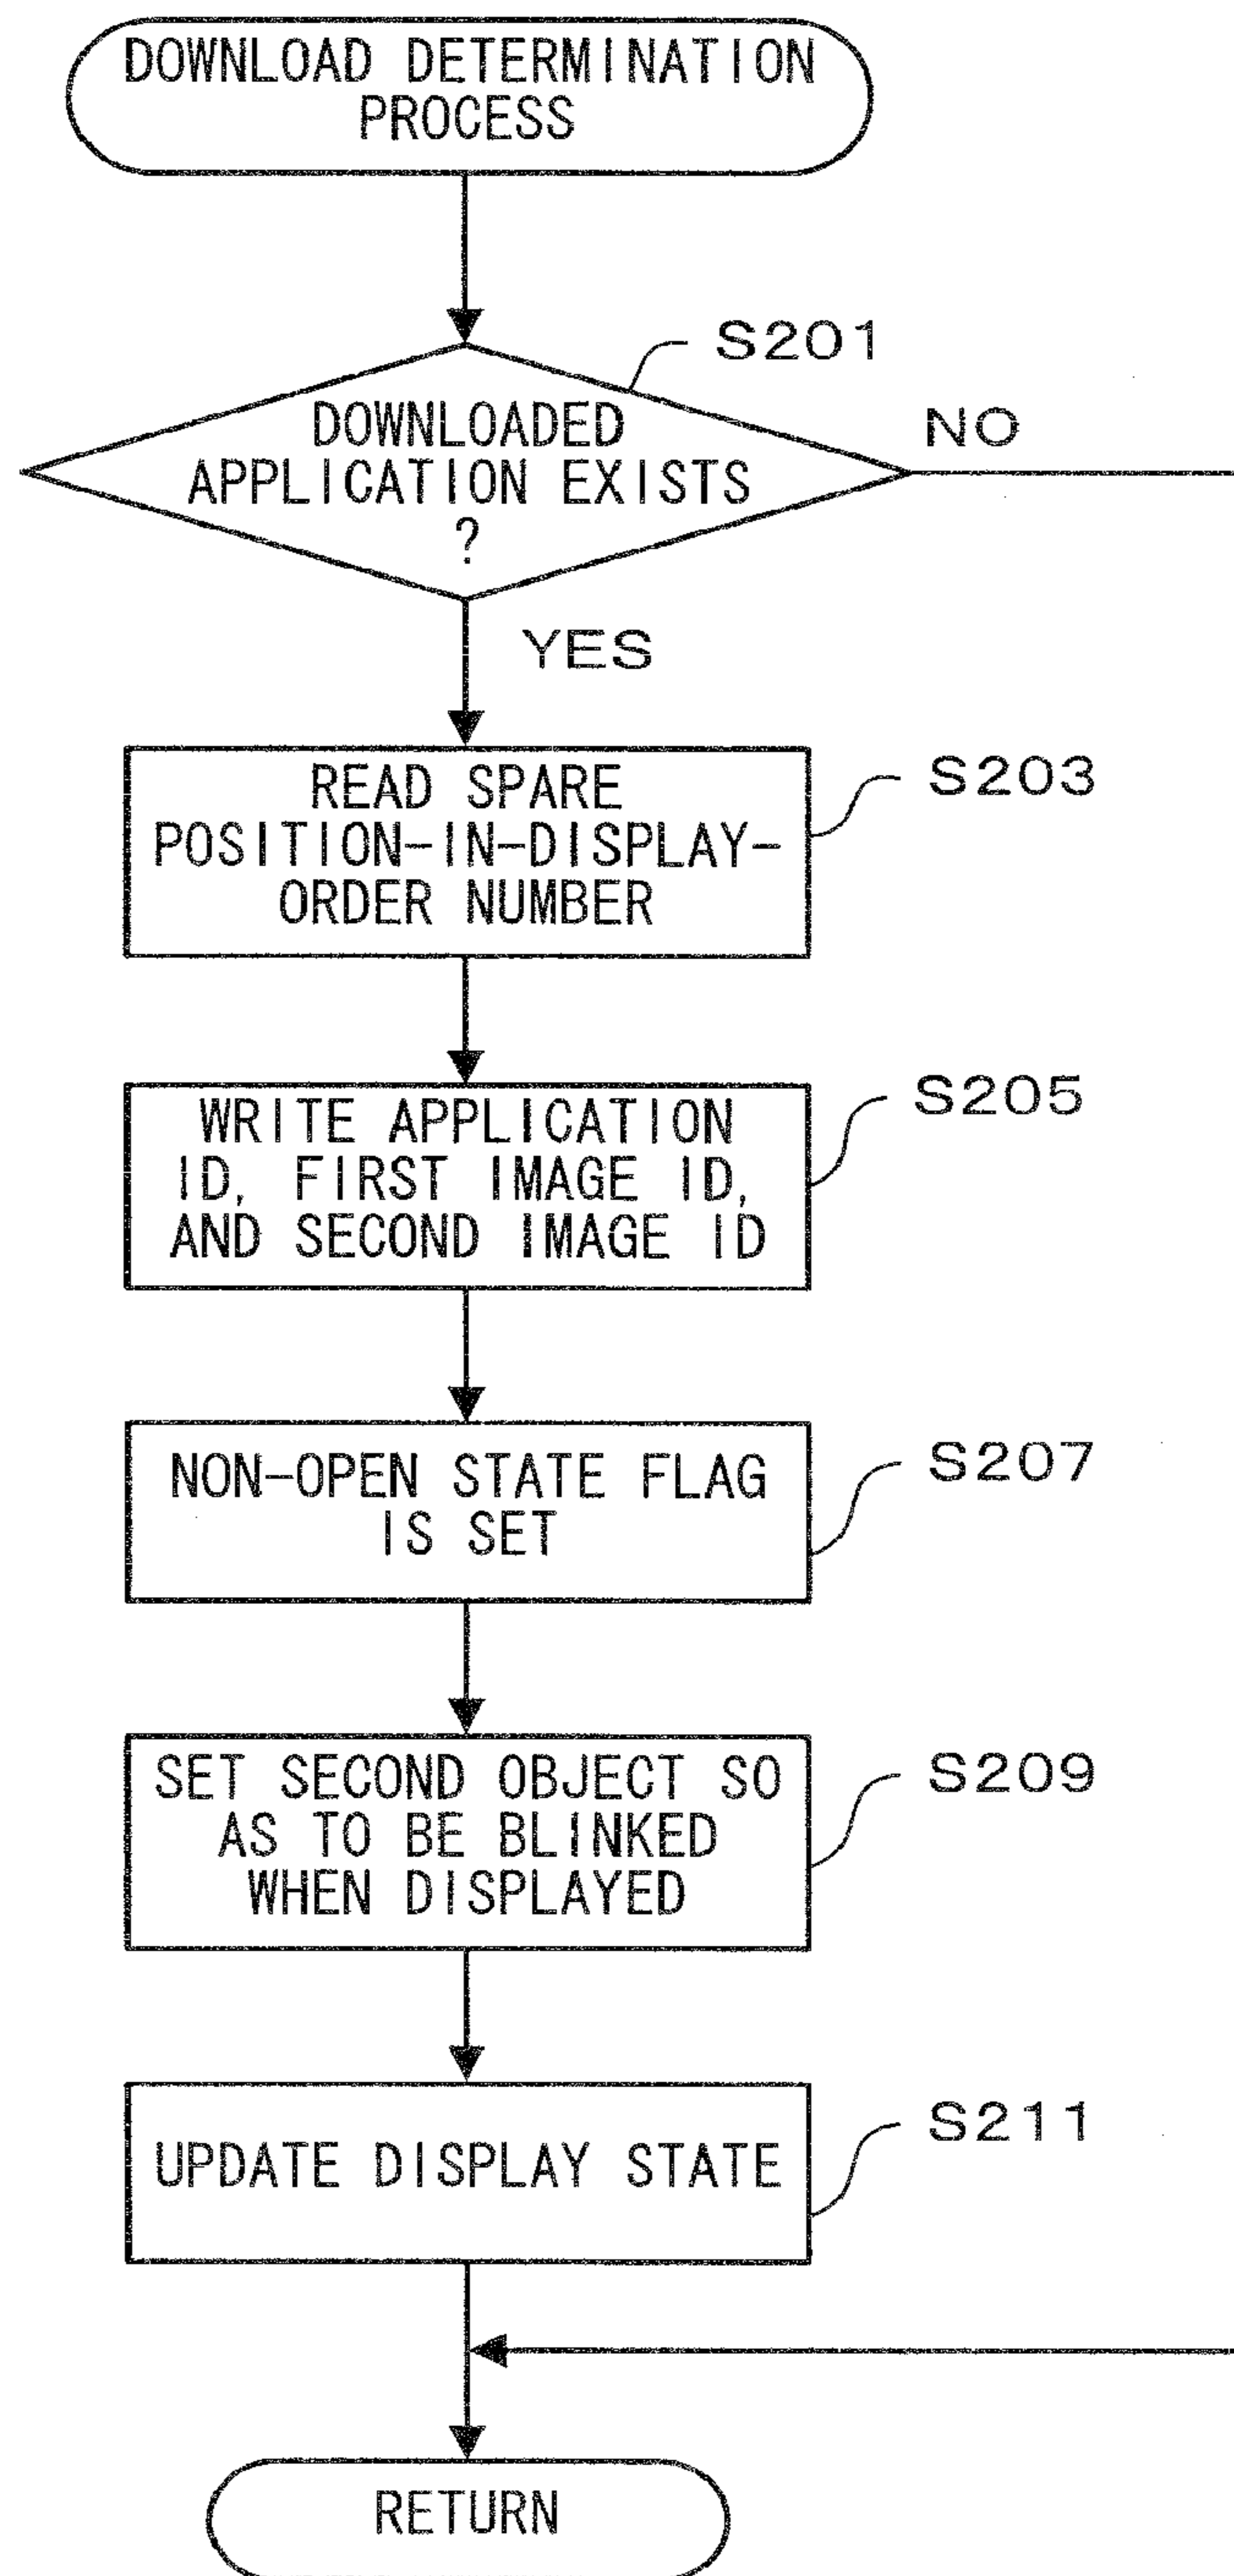 DOWNLOAD DETERMINATION
PROCESS
S201
DOWNLOADED
APPLICATION EXISTS
?
NO
YES
S203
READ SPARE
POSITION-IN-DISPLAY-
ORDER NUMBER
S205
WRITE APPLICATION
ID, FIRST IMAGE ID,
AND SECOND IMAGE ID
S207
NON-OPEN STATE FLAG
IS SET
S209
SET SECOND OBJECT SO
AS TO BE BLINKED
WHEN DISPLAYED
S211
UPDATE DISPLAY STATE
RETURN